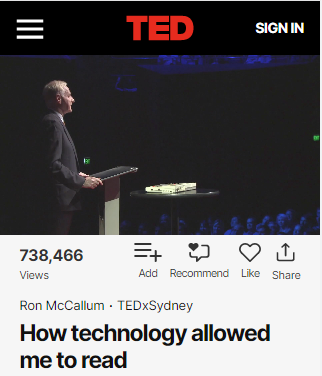 TED
SIGN IN
738,466
Views
Add
Recommend
Like
Share
Ron McCallum · TEDxSydney
How technology allowed
me to read